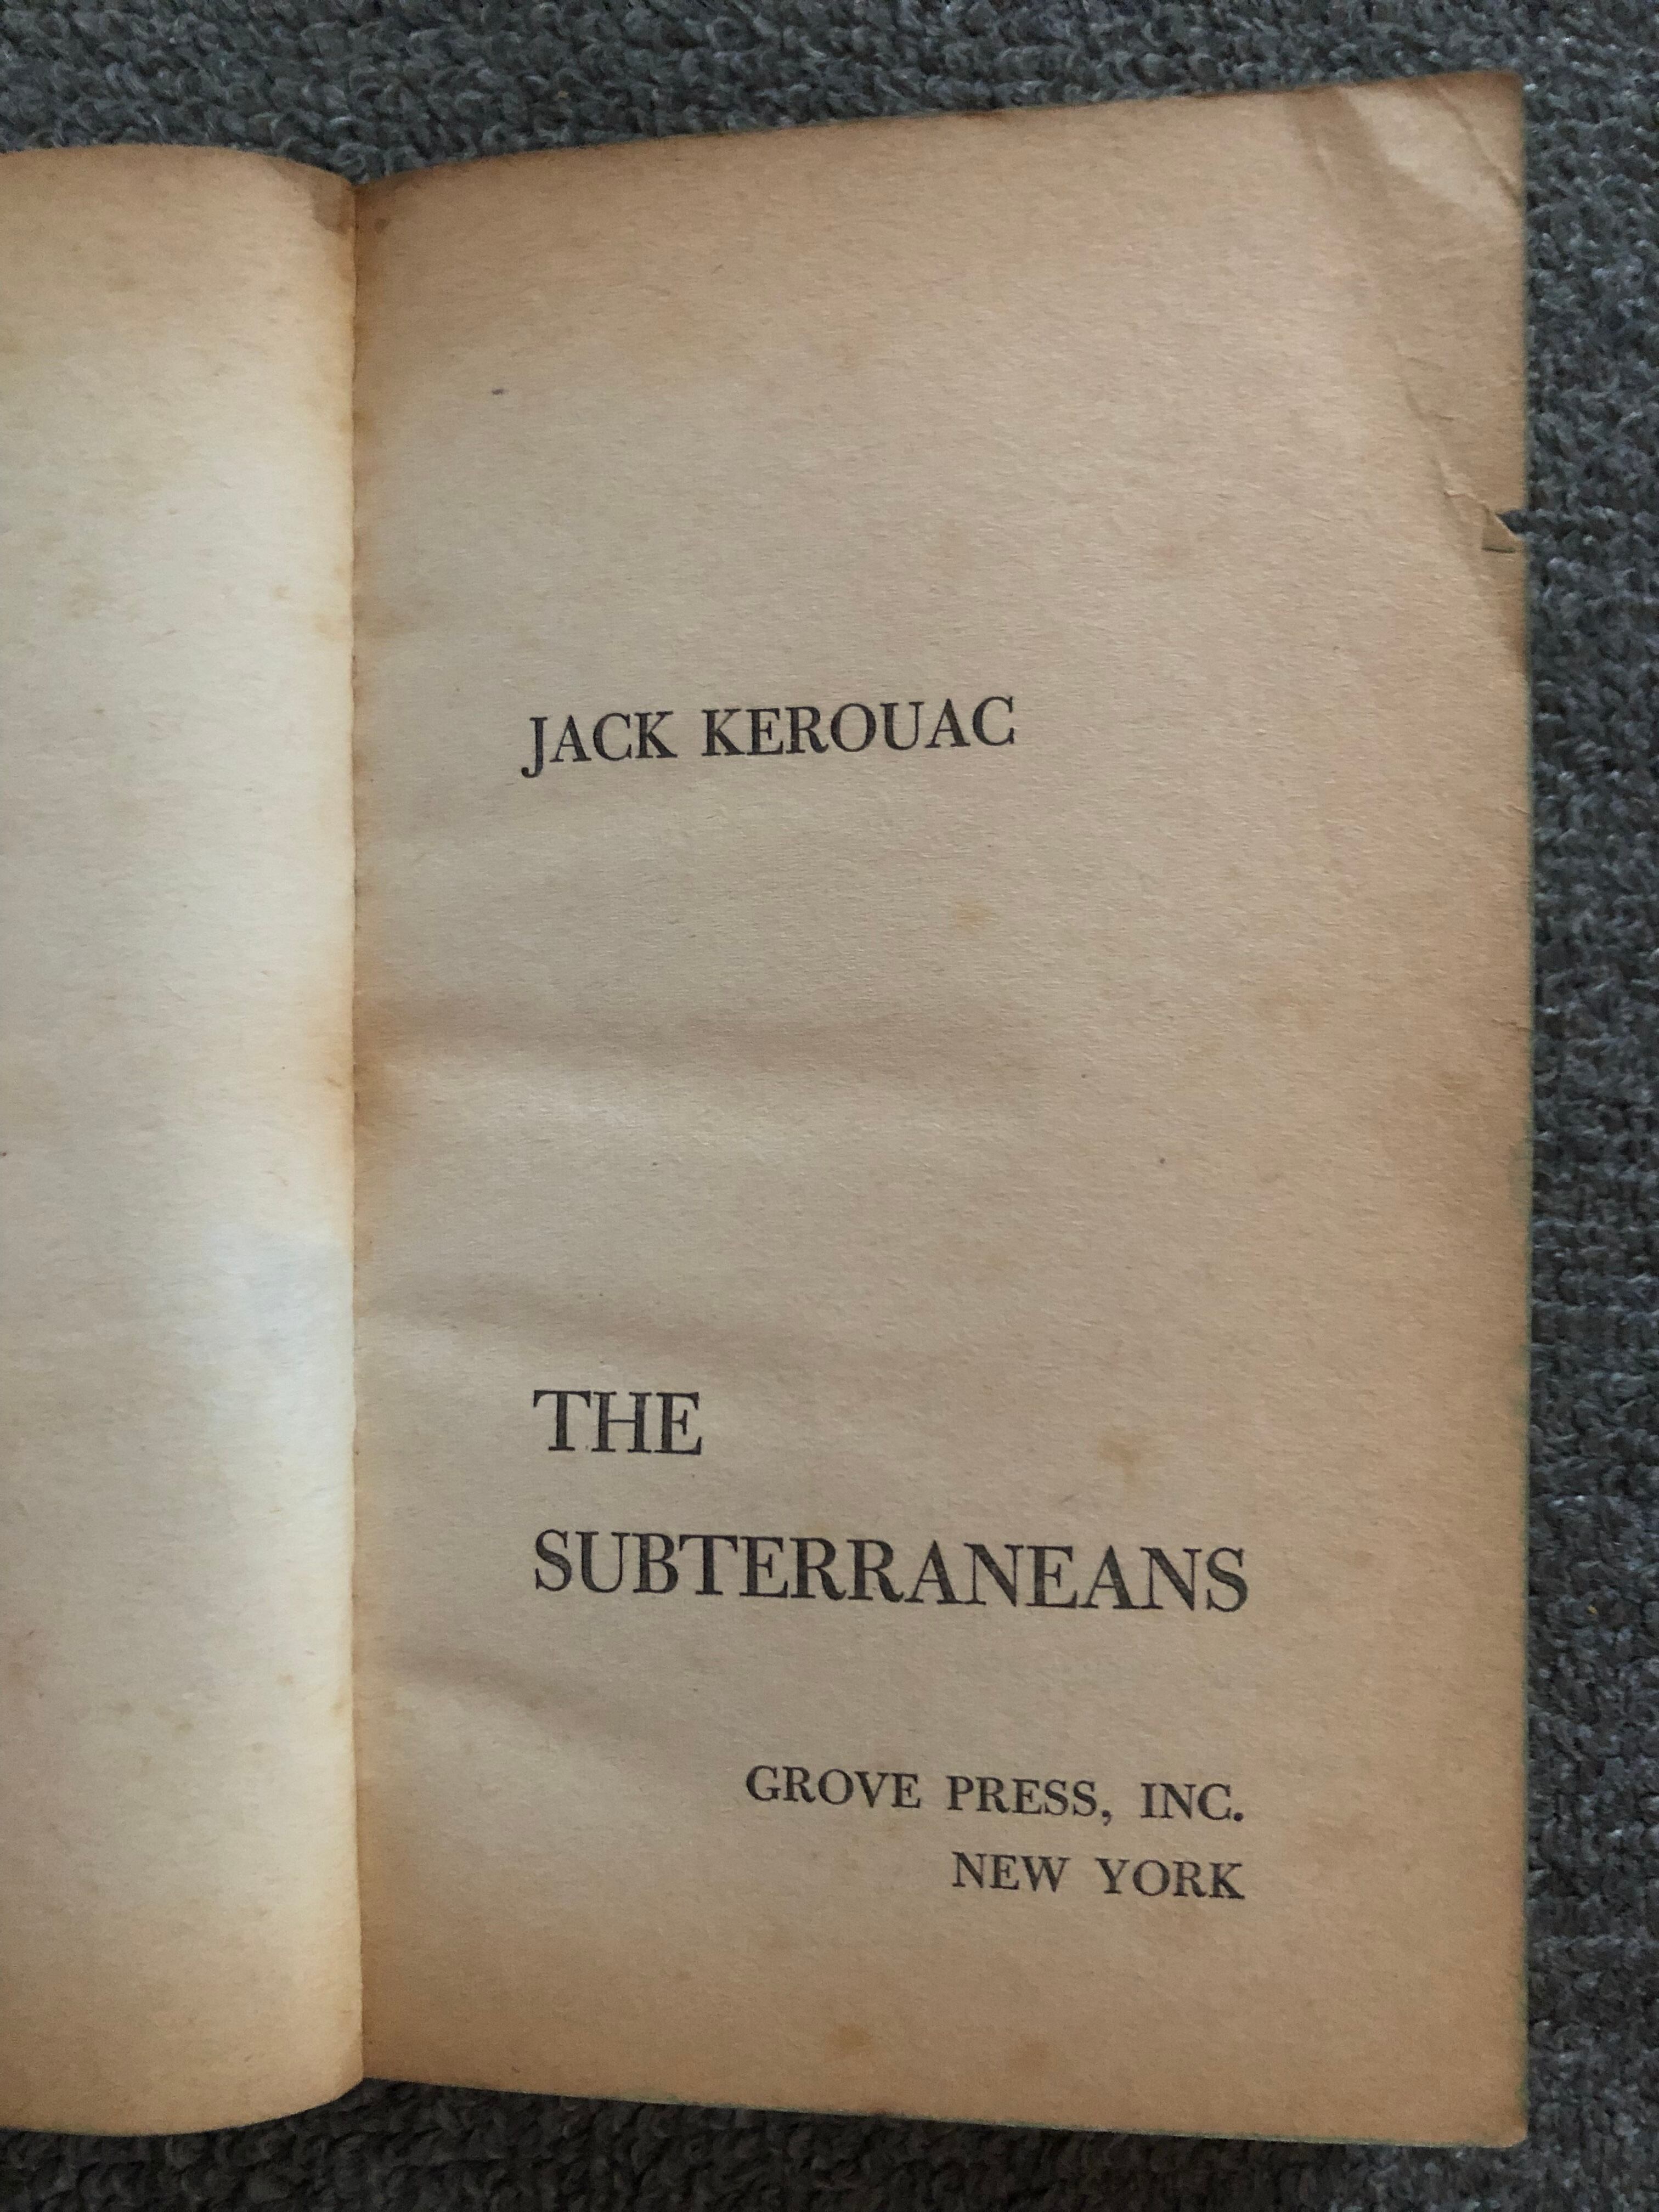 JACK KEROUAC
THE
SUBTERRANEANS
GROVE PRESS, INC.
NEW YORK